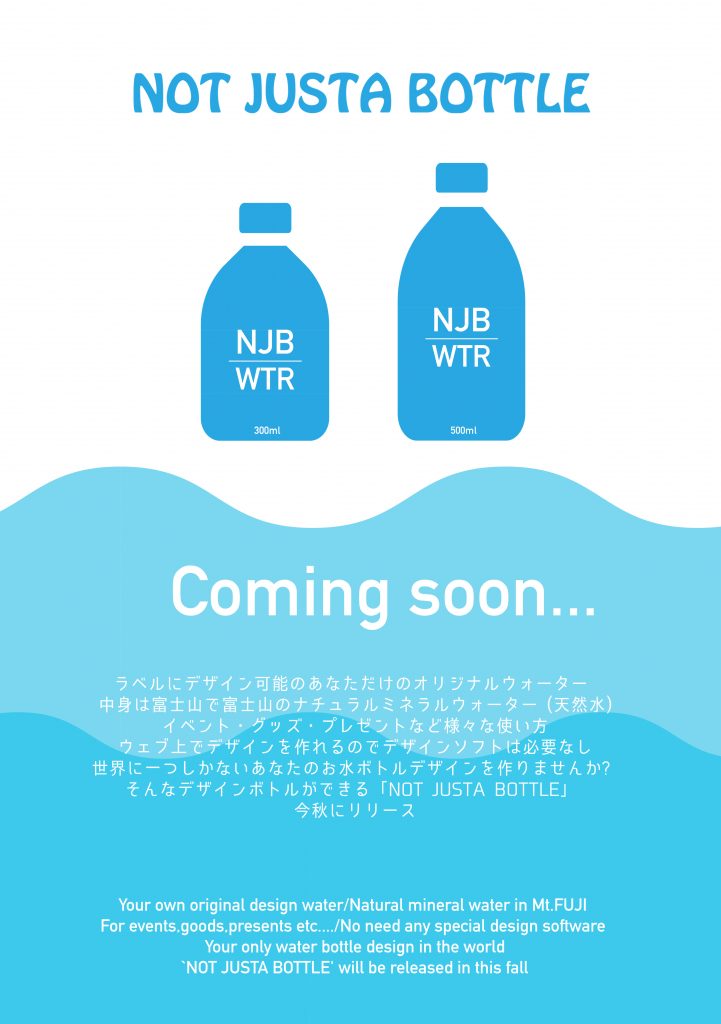 NOT JUSTA BOTTLE
NJB
WTR
300ml
NJB
WTR
500ml
Coming soon...
ラベルにデザイン可能のあなただけのオリジナルウォーター
中身は富士山で富士山のナチュラルミネラルウォーター (天然水)
イベント・グッズ・プレゼントなど様々な使い方
ウェブ上でデザインを作れるのでデザインソフトは必要なし
世界に一つしかないあなたのお水ボトルデザインを作りませんか?
そんなデザインボトルができる「NOT JUSTA BOTTLE」
今秋にリリース
Your own original design water/Natural mineral water in Mt.FUJI
For events,goods,presents etc..../No need any special design software
Your only water bottle design in the world
`NOT JUSTA BOTTLE' will be released in this fall